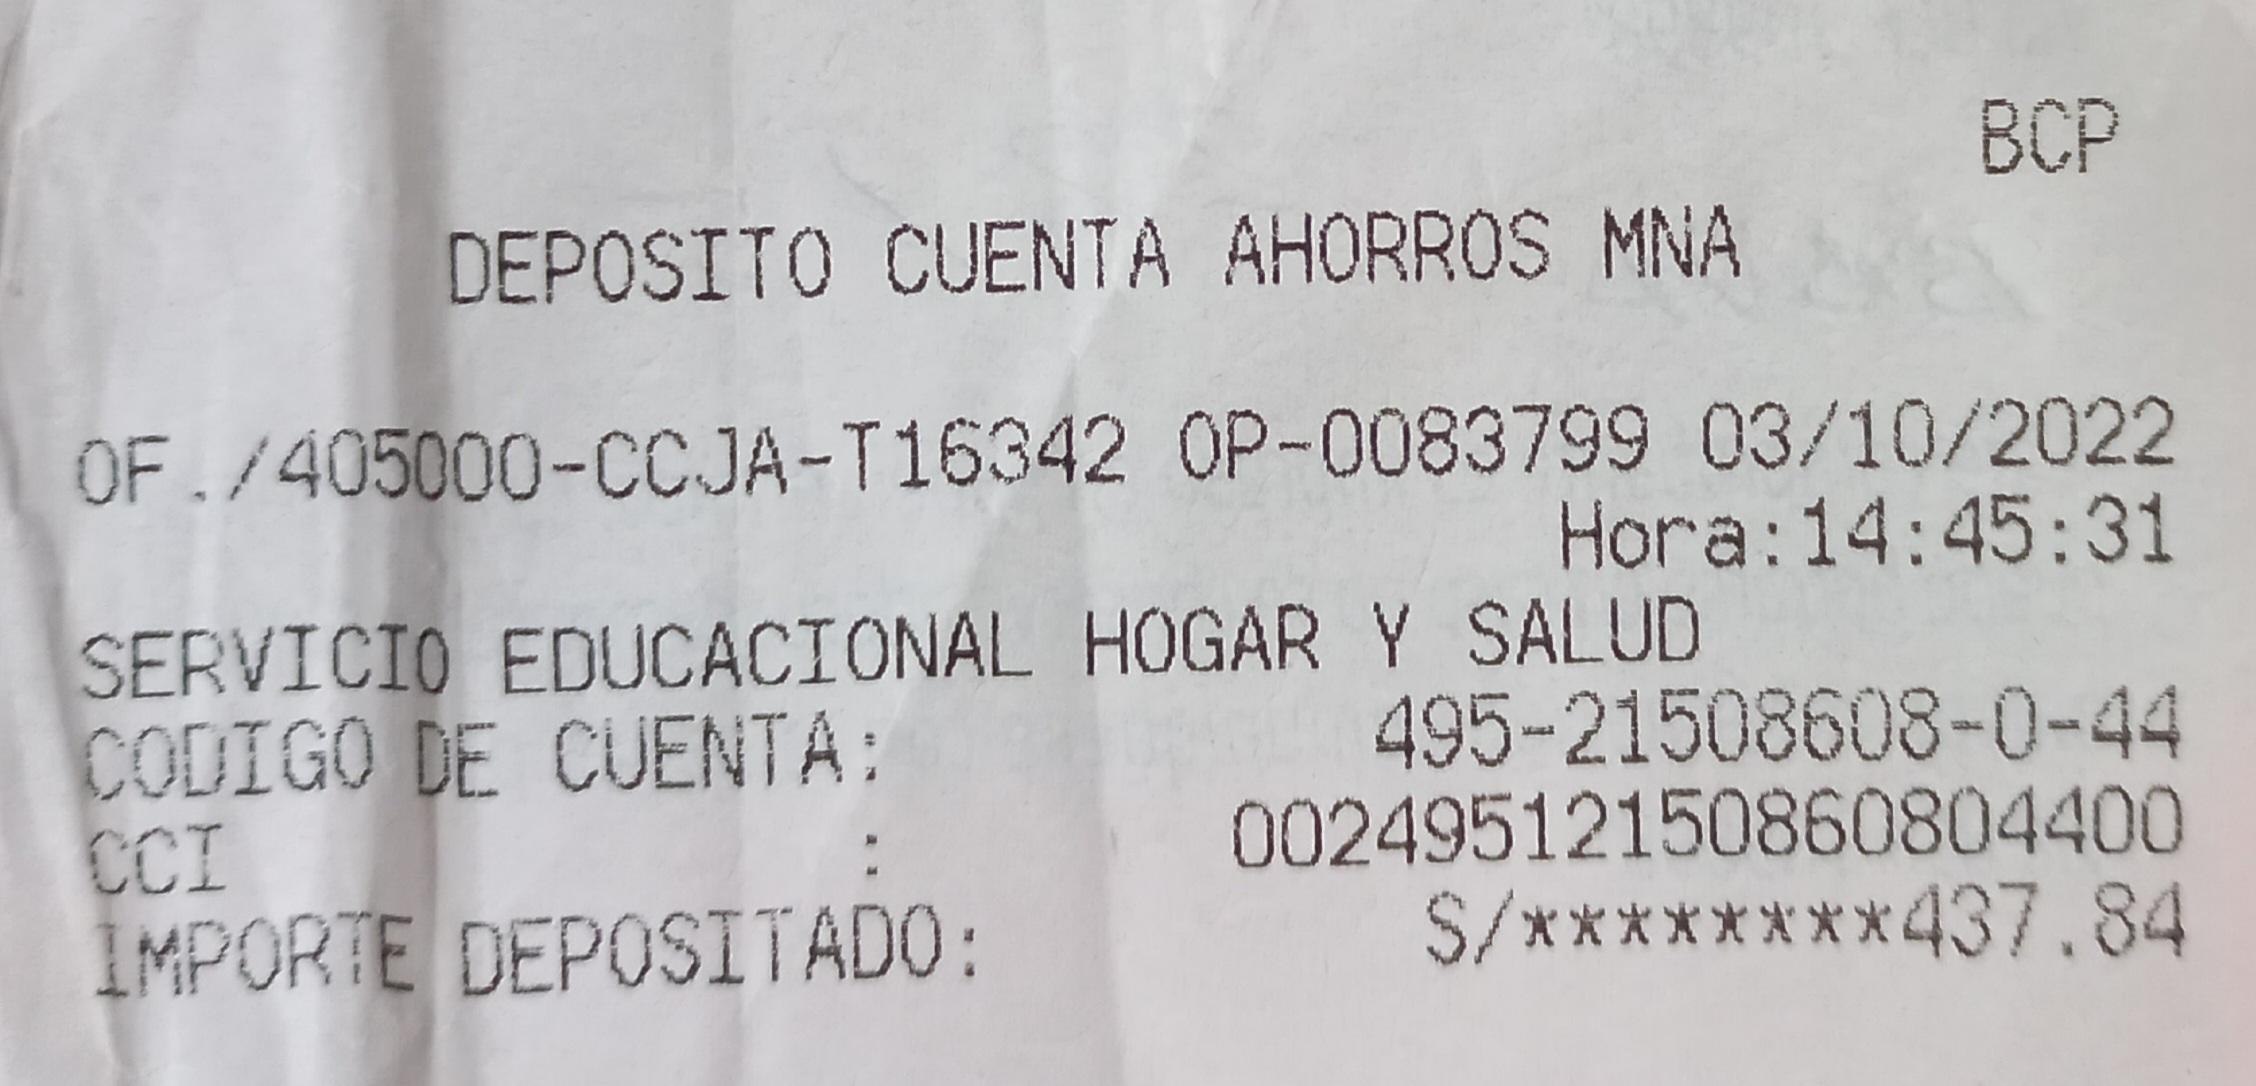 BCP
DEPOSITO CUENTA AHORROS MNA
OF./405000-CCJA-T16342 OP-0083799 03/10/2022
Hora:14:45:31
SERVICIO EDUCACIONAL HOGAR Y SALUD
CODIGO DE CUENTA: 495-21508608-0-44
CCI : 00249512150860804400
IMPORTE DEPOSITADO: S/********437.84